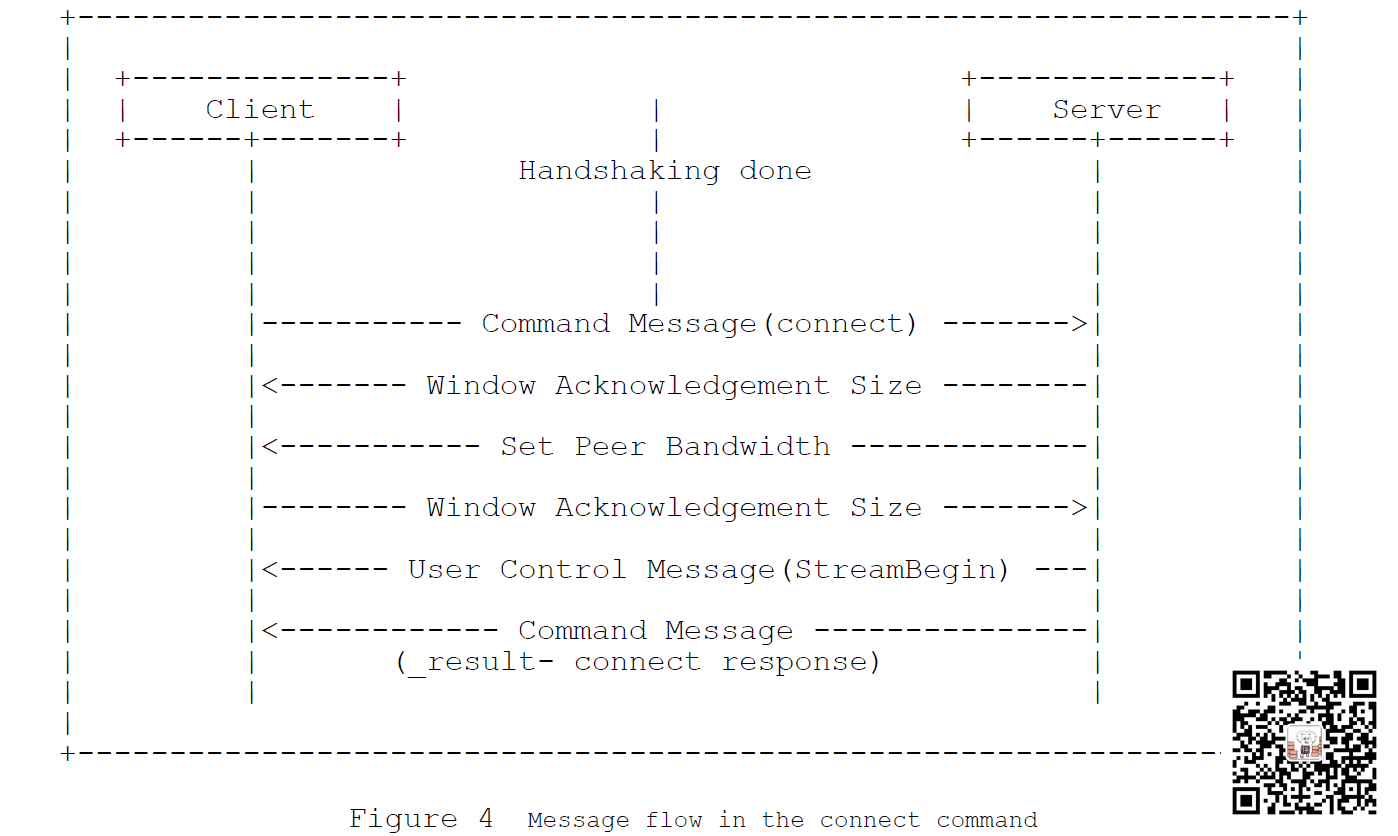 Client Server
Handshaking done
Command Message(connect)
Window Acknowledgement Size
Set Peer Bandwidth
Window Acknowledgement Size
User Control Message(StreamBegin)
Command Message
(_result- connect response)
Figure 4 Message flow in the connect command